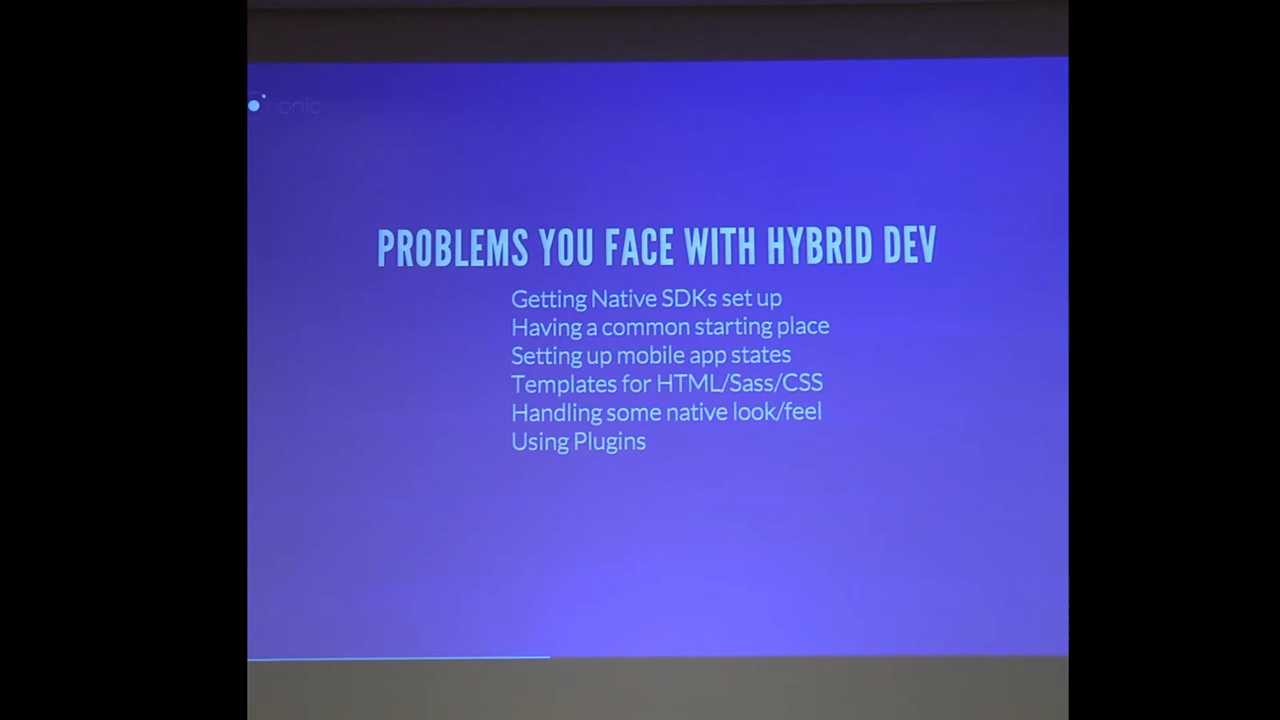 ionic
PROBLEMS YOU FACE WITH HYBRID DEV
Getting Native SDKs set up
Having a common starting place
Setting up mobile app states
Templates for HTML/Sass/CSS
Handling some native look/feel
Using Plugins